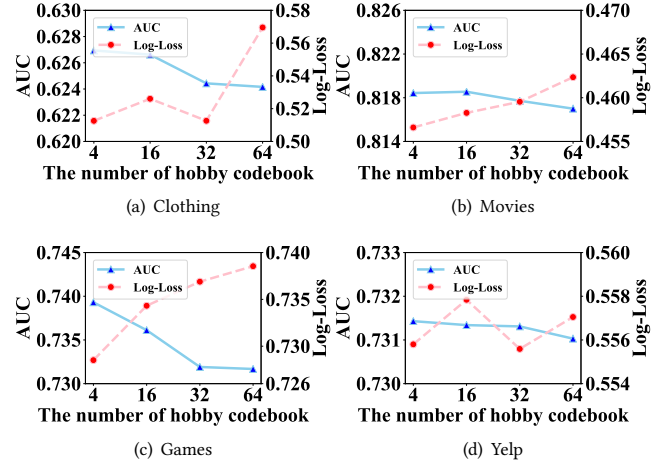 0.630 0.58
AUC
Log-Loss
0.628 0.56
0.626
0.624 0.54
0.622 0.52
0.620 0.50
AUC
Log-Loss
4 16 32 64
The number of hobby codebook
(a) Clothing
0.826 0.470
AUC
Log-Loss
0.822 0.465
0.818 0.460
0.814 0.455
AUC
Log-Loss
4 16 32 64
The number of hobby codebook
(b) Movies
0.745 0.740
AUC
Log-Loss
0.740 0.735
0.735 0.730
0.730 0.726
AUC
Log-Loss
4 16 32 64
The number of hobby codebook
(c) Games
0.733 0.560
AUC
Log-Loss
0.732 0.558
0.731 0.556
0.730 0.554
AUC
Log-Loss
4 16 32 64
The number of hobby codebook
(d) Yelp